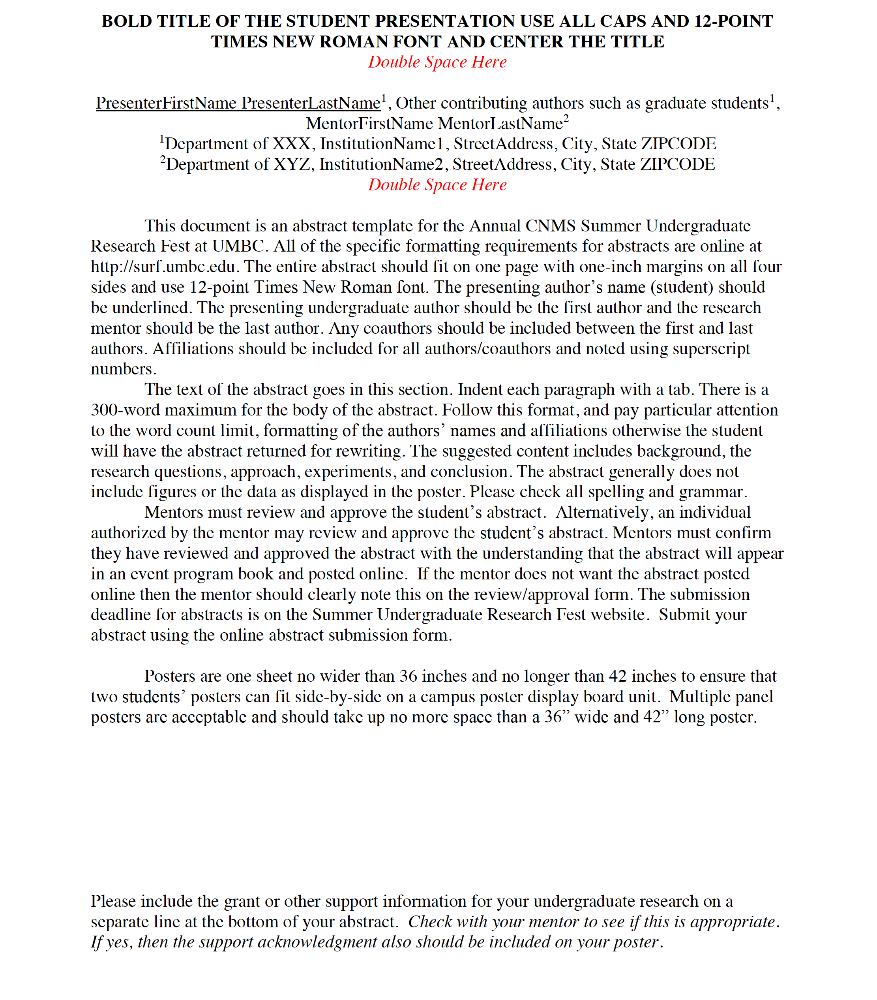 BOLD TITLE OF THE STUDENT PRESENTATION USE ALL CAPS AND 12-POINT
TIMES NEW ROMAN FONT AND CENTER THE TITLE
Double Space Here
PresenterFirstName PresenterLastName¹, Other contributing authors such as graduate students¹,
MentorFirstName MentorLastName²
¹Department of XXX, InstitutionName1, StreetAddress, City, State ZIPCODE
²Department of XYZ, InstitutionName2, StreetAddress, City, State ZIPCODE
Double Space Here
This document is an abstract template for the Annual CNMS Summer Undergraduate
Research Fest at UMBC. All of the specific formatting requirements for abstracts are online at
http://surf.umbc.edu. The entire abstract should fit on one page with one-inch margins on all four
sides and use 12-point Times New Roman font. The presenting author’s name (student) should
be underlined. The presenting undergraduate author should be the first author and the research
mentor should be the last author. Any coauthors should be included between the first and last
authors. Affiliations should be included for all authors/coauthors and noted using superscript
numbers.
The text of the abstract goes in this section. Indent each paragraph with a tab. There is a
300-word maximum for the body of the abstract. Follow this format, and pay particular attention
to the word count limit, formatting of the authors’ names and affiliations otherwise the student
will have the abstract returned for rewriting. The suggested content includes background, the
research questions, approach, experiments, and conclusion. The abstract generally does not
include figures or the data as displayed in the poster. Please check all spelling and grammar.
Mentors must review and approve the student’s abstract.  Alternatively, an individual
authorized by the mentor may review and approve the student’s abstract. Mentors must confirm
they have reviewed and approved the abstract with the understanding that the abstract will appear
in an event program book and posted online.  If the mentor does not want the abstract posted
online then the mentor should clearly note this on the review/approval form. The submission
deadline for abstracts is on the Summer Undergraduate Research Fest website.  Submit your
abstract using the online abstract submission form.
Posters are one sheet no wider than 36 inches and no longer than 42 inches to ensure that
two students’ posters can fit side-by-side on a campus poster display board unit.  Multiple panel
posters are acceptable and should take up no more space than a 36” wide and 42” long poster.
Please include the grant or other support information for your undergraduate research on a
separate line at the bottom of your abstract.  Check with your mentor to see if this is appropriate.
If yes, then the support acknowledgment also should be included on your poster.